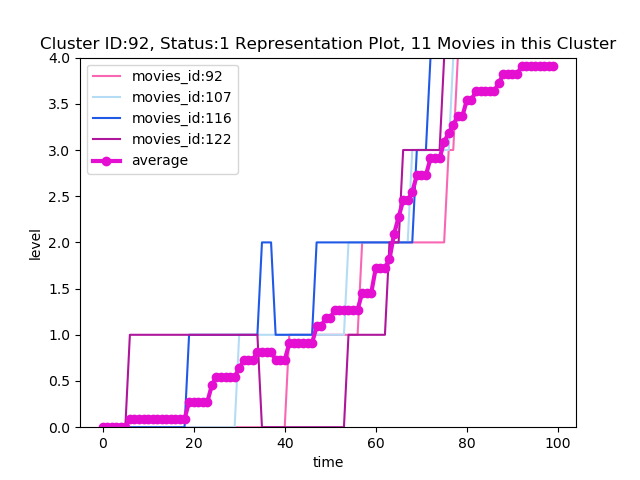 Cluster ID:92, Status:1 Representation Plot, 11 Movies in this Cluster
movies_id:92
movies_id:107
movies_id:116
movies_id:122
average
level
4.0
3.5
3.0
2.5
2.0
1.5
1.0
0.5
0.0
0 20 40 60 80 100
time